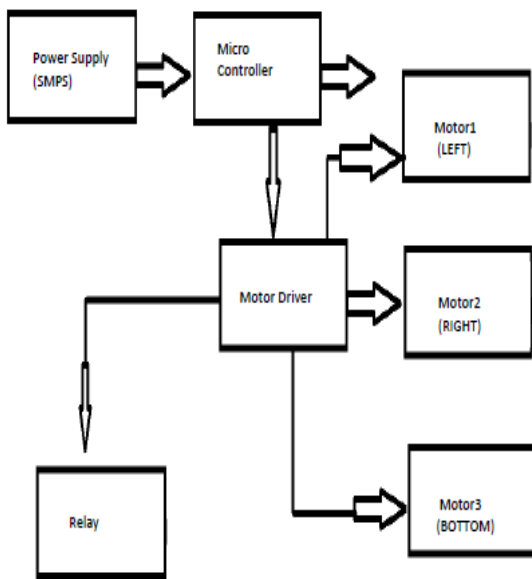 Power Supply
(SMPS)
Micro
Controller
Motor1
(LEFT)
Motor Driver
Motor2
(RIGHT)
Relay
Motor3
(BOTTOM)